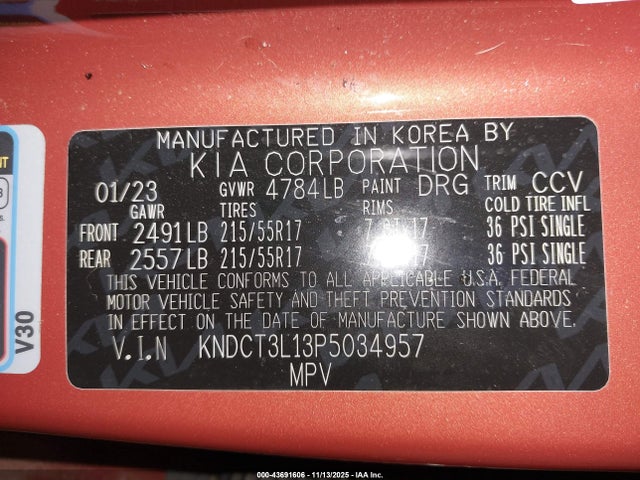 MANUFACTURED IN KOREA BY
KIA CORPORATION
01/23 GVWR 4784LB PAINT DRG TRIM CCV
GAWR TIRES RIMS COLD TIRE INFL
FRONT 2491LB 215/55R17 17 36 PSI SINGLE
REAR 2557LB 215/55R17 36 PSI SINGLE
THIS VEHICLE CONFORMS TO ALL APPLICABLE U.S.A. FEDERAL
MOTOR VEHICLE SAFETY AND THEFT PREVENTION STANDARDS
IN EFFECT ON THE DATE OF MANUFACTURE SHOWN ABOVE.
V.I.N KNDCT3L13P5034957
MPV
V30
000-43691606 - 11/13/2025 - IAA Inc.